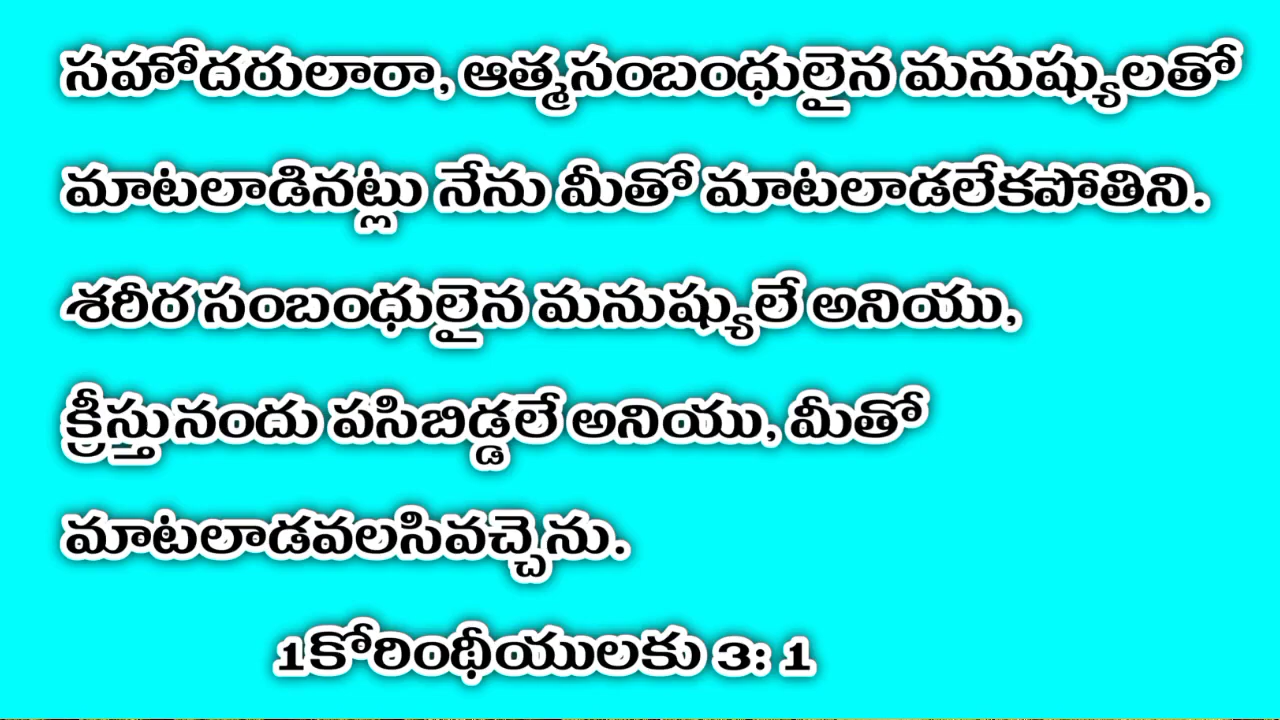 సహోదరులారా, ఆత్మసంబంధులైన మనుష్యులతో
మాటలాడినట్లు నేను మీతో మాటలాడలేకపోతిని.
శరీర సంబంధులైన మనుష్యులే అనియు,
క్రీస్తునందు పసిబిడ్డలే అనియు, మీతో
మాటలాడవలసివచ్చెను.
1కోరింథీయులకు 3: 1